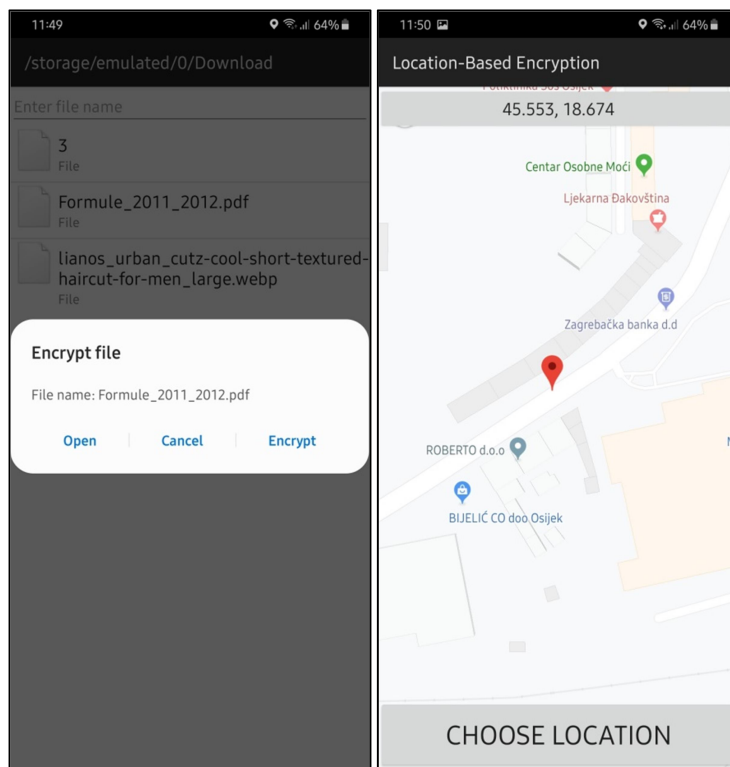 11:49
64%
/storage/emulated/0/Download
Enter file name
3
File
Formule_2011_2012.pdf
File
lianos_urban_cutz-cool-short-textured-
haircut-for-men_large.webp
File
Encrypt file
File name: Formule_2011_2012.pdf
Open
Cancel
Encrypt
11:50
64%
Location-Based Encryption
45.553, 18.674
Centar Osobne Moći
Ljekarna Đakovština
Zagrebačka banka d.d
ROBERTO d.o.o
BIJELIĆ CO doo Osijek
CHOOSE LOCATION